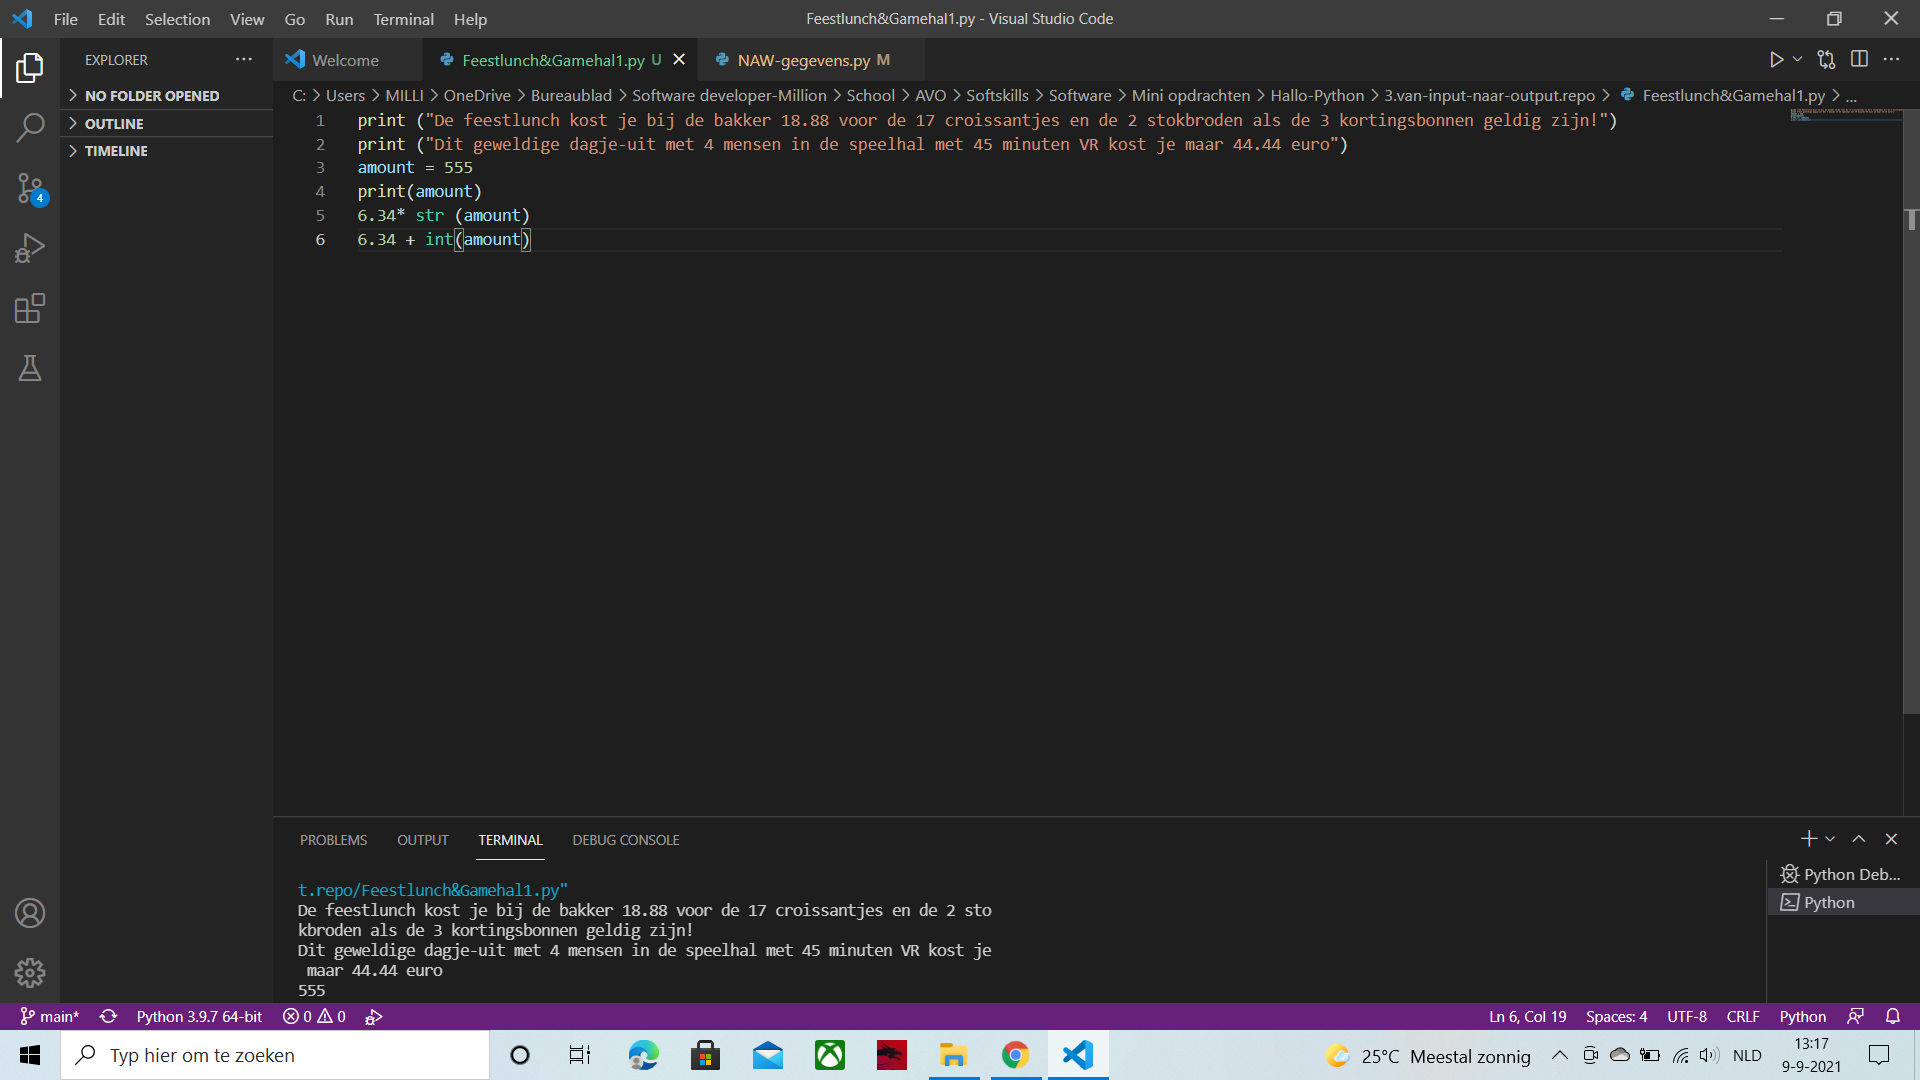 File Edit Selection View Go Run Terminal Help
Feestlunch&Gamehal1.py - Visual Studio Code
EXPLORER ···
Welcome
Feestlunch&Gamehal1.py U
NAW-gegevens.py M
NO FOLDER OPENED
OUTLINE
TIMELINE
C: > Users > MILLI > OneDrive > Bureaublad > Software developer-Million > School > AVO > Softskills > Software > Mini opdrachten > Hallo-Python > 3.van-input-naar-output.repo > Feestlunch&Gamehal1.py > ...
1 print ("De feestlunch kost je bij de bakker 18.88 voor de 17 croissantjes en de 2 stokbroden als de 3 kortingsbonnen geldig zijn!")
2 print ("Dit geweldige dagje-uit met 4 mensen in de speelhal met 45 minuten VR kost je maar 44.44 euro")
3 amount = 555
4 print(amount)
5 6.34* str (amount)
6 6.34 + int(amount)
4
PROBLEMS OUTPUT TERMINAL DEBUG CONSOLE
t.repo/Feestlunch&Gamehal1.py"
De feestlunch kost je bij de bakker 18.88 voor de 17 croissantjes en de 2 sto
kbroden als de 3 kortingsbonnen geldig zijn!
Dit geweldige dagje-uit met 4 mensen in de speelhal met 45 minuten VR kost je
maar 44.44 euro
555
Python Deb...
Python
main* Python 3.9.7 64-bit 0 0 Ln 6, Col 19 Spaces: 4 UTF-8 CRLF Python
Typ hier om te zoeken
25°C Meestal zonnig
NLD
13:17
9-9-2021